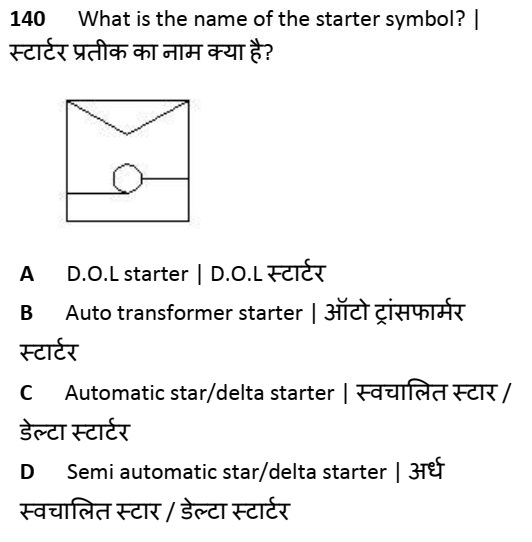 140 What is the name of the starter symbol? |
स्टार्टर प्रतीक का नाम क्या है?
A D.O.L starter | D.O.L स्टार्टर
B Auto transformer starter | ऑटो ट्रांसफार्मर
स्टार्टर
C Automatic star/delta starter | स्वचालित स्टार /
डेल्टा स्टार्टर
D Semi automatic star/delta starter | अर्ध
स्वचालित स्टार / डेल्टा स्टार्टर